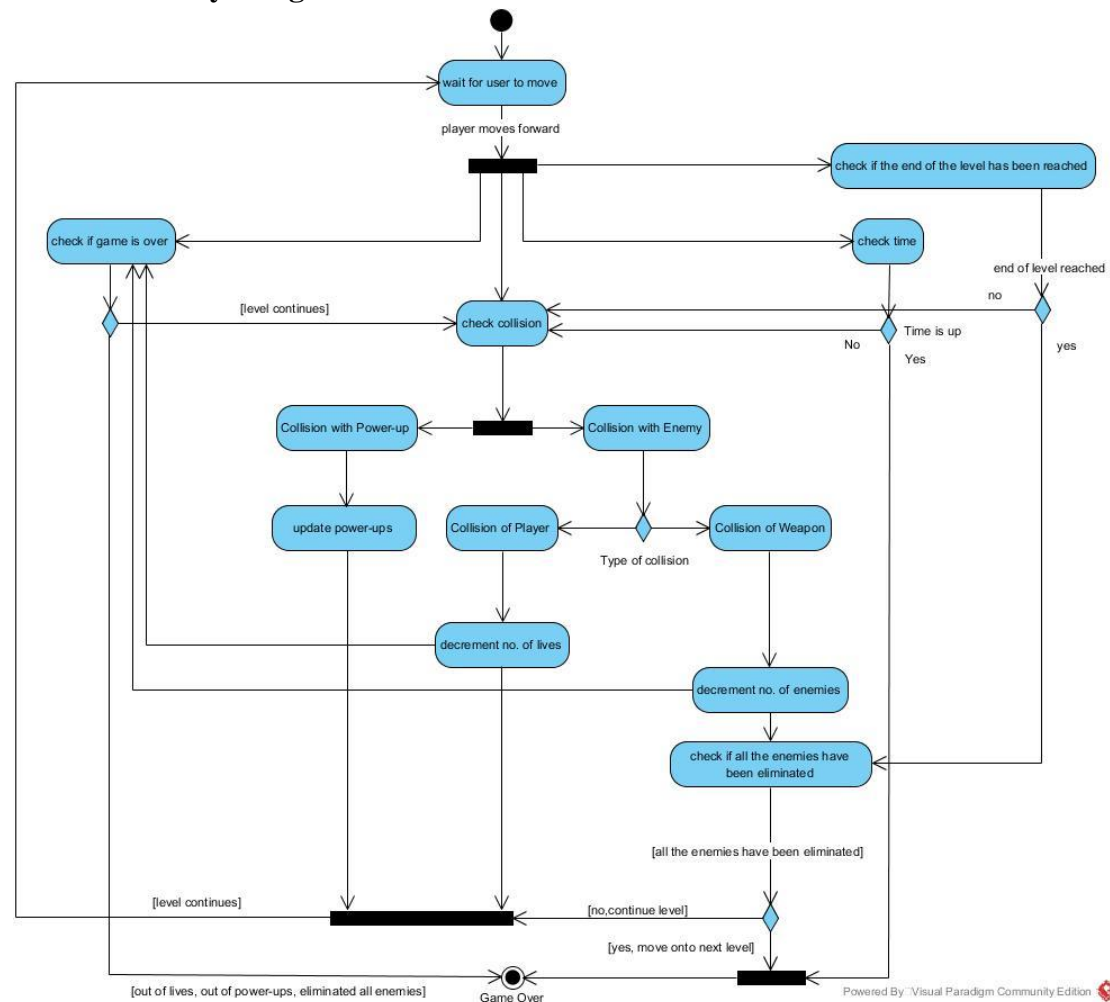 wait for user to move
player moves forward
check if the end of the level has been reached
check if game is over
check time
end of level reached
[level continues]
no
check collision
Time is up
No
yes
Yes
Collision with Power-up
Collision with Enemy
update power-ups
Collision of Player
Collision of Weapon
Type of collision
decrement no. of lives
decrement no. of enemies
check if all the enemies have
been eliminated
[all the enemies have been eliminated]
[level continues]
[no,continue level]
[yes, move onto next level]
[out of lives, out of power-ups, eliminated all enemies]
Game Over
Powered By Visual Paradigm Community Edition